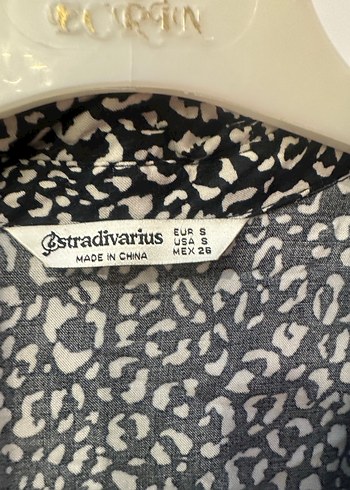 stradivarius
MADE IN CHINA
EUR S
USA S
MEX 26